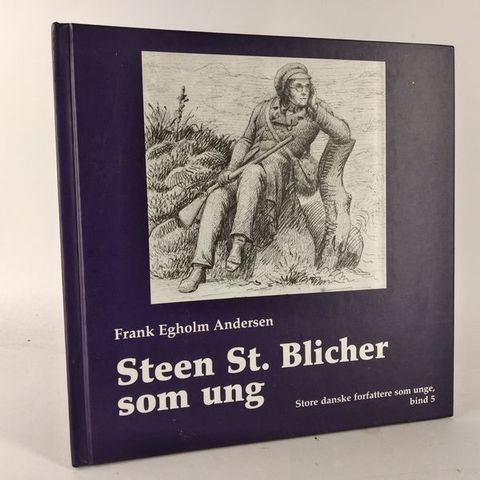 Frank Egholm Andersen
Steen St. Blicher
som ung
Store danske forfattere som unge,
bind 5